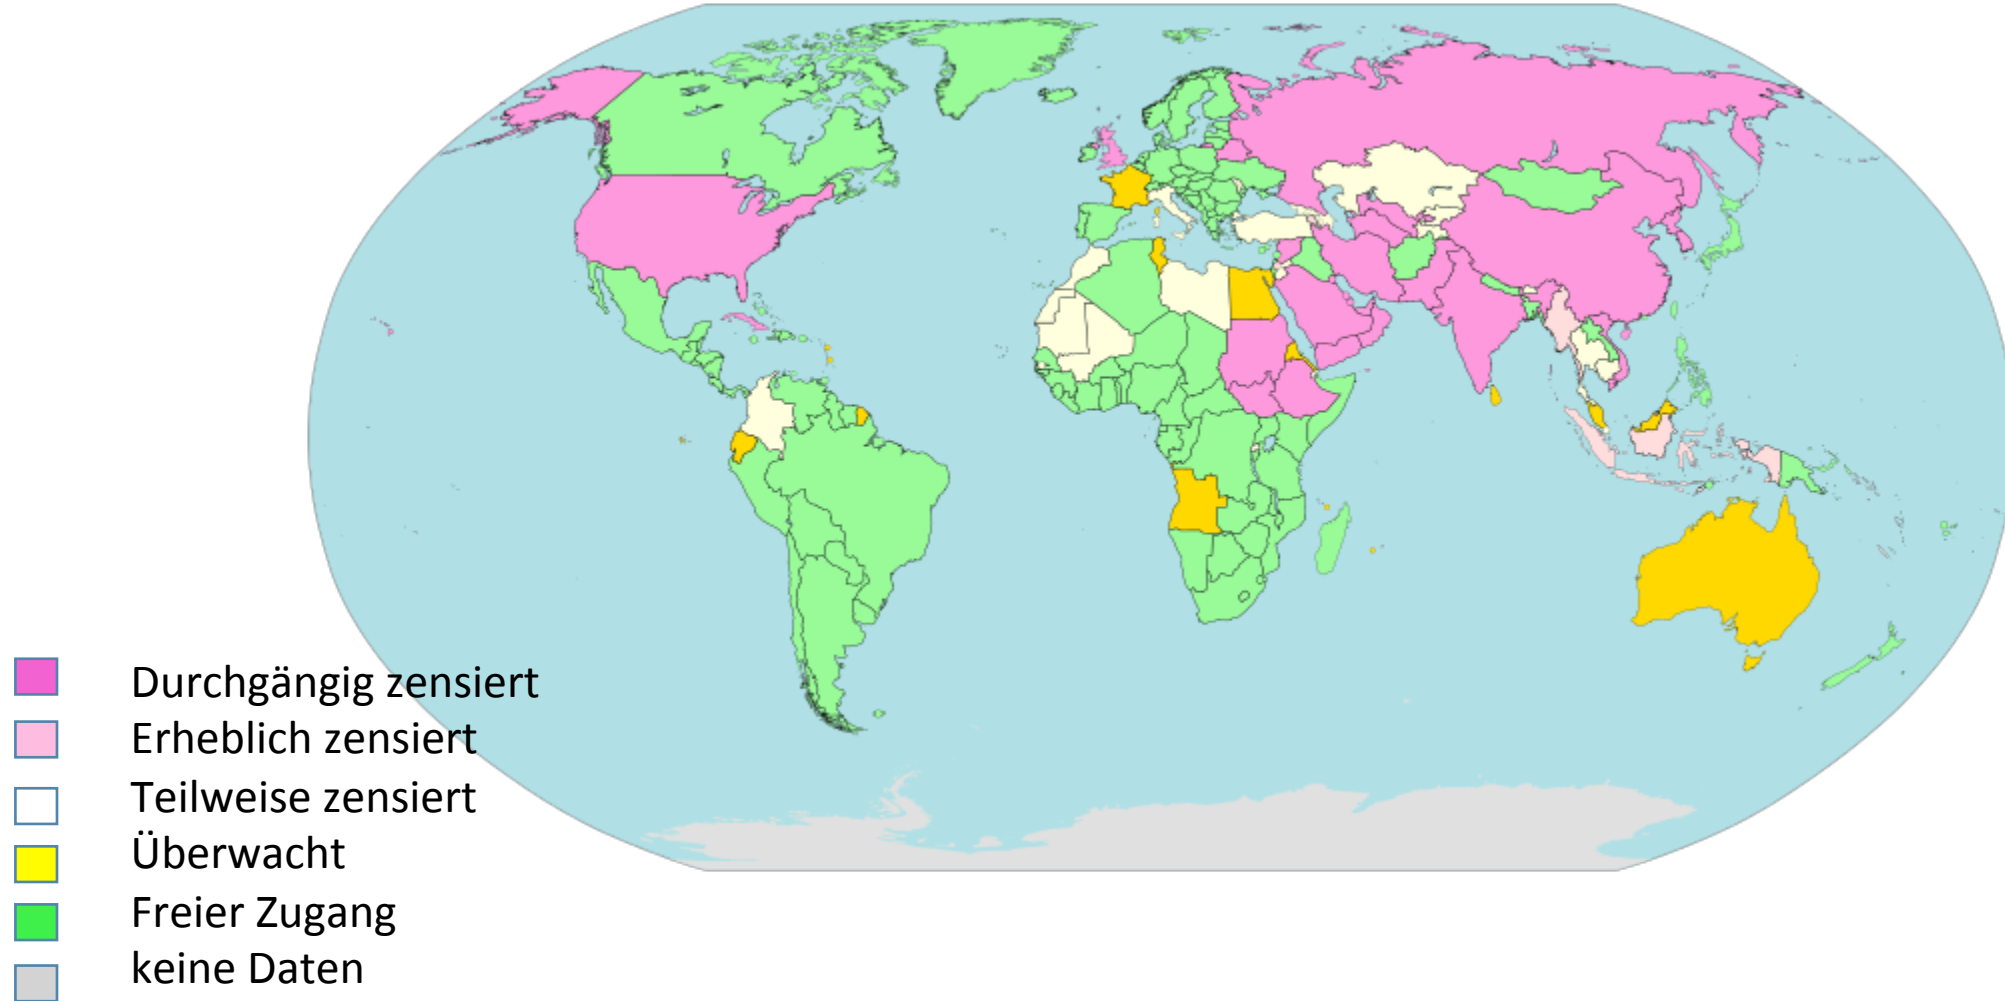 Durchgängig zensiert
Erheblich zensiert
Teilweise zensiert
Überwacht
Freier Zugang
keine Daten